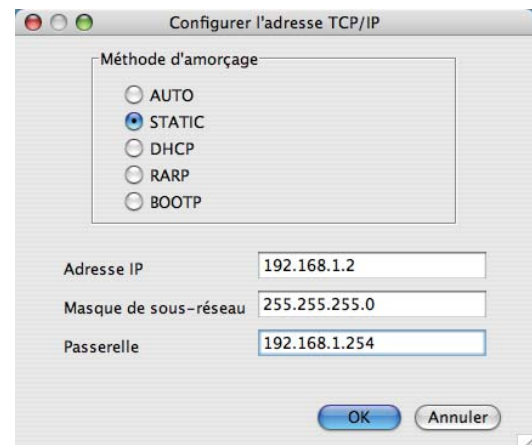 Configurer l'adresse TCP/IP
Méthode d'amorçage
AUTO
STATIC
DHCP
RARP
BOOTP
Adresse IP 192.168.1.2
Masque de sous-réseau 255.255.255.0
Passerelle 192.168.1.254
OK Annuler